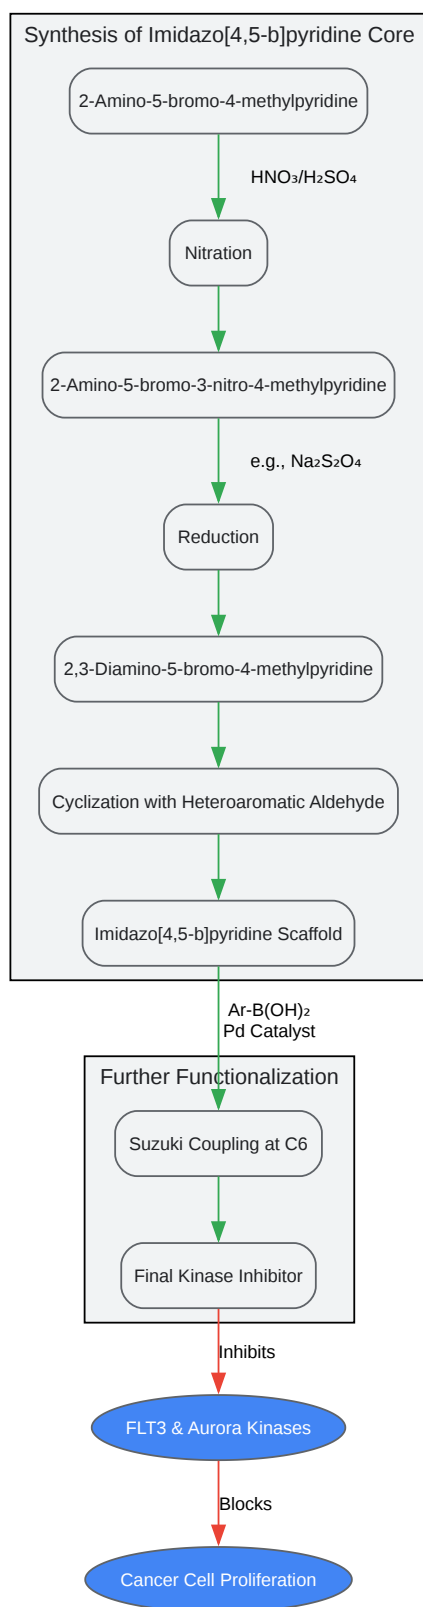 Synthesis of Imidazo[4,5-b]pyridine Core
2-Amino-5-bromo-4-methylpyridine
HNO₃/H₂SO₄
Nitration
2-Amino-5-bromo-3-nitro-4-methylpyridine
e.g., Na₂S₂O₄
Reduction
2,3-Diamino-5-bromo-4-methylpyridine
Cyclization with Heteroaromatic Aldehyde
Imidazo[4,5-b]pyridine Scaffold
Ar-B(OH)₂
Pd Catalyst
Further Functionalization
Suzuki Coupling at C6
Final Kinase Inhibitor
Inhibits
FLT3 & Aurora Kinases
Blocks
Cancer Cell Proliferation